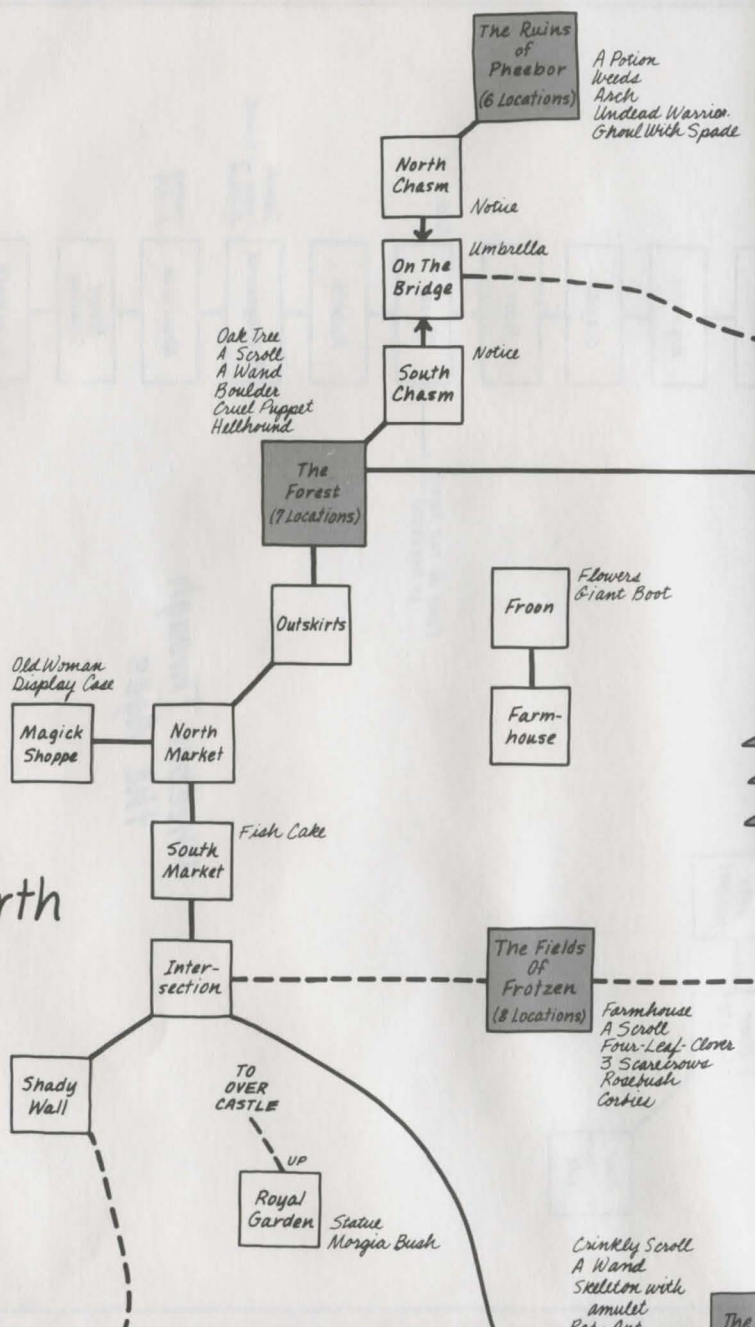 The Ruins
of
Pheebor
(6 Locations)
A Potion
Weeds
Arch
Undead Warrior
Ghoul With Spade
North
Chasm
Notice
On The
Bridge
Umbrella
South
Chasm
Notice
Oak Tree
A Scroll
A Wand
Boulder
Cruel Puppet
Hellhound
The
Forest
(7 Locations)
Outskirts
Froon
Flowers
Giant Boot
Farm-
house
Old Woman
Display Case
Magick
Shoppe
North
Market
South
Market
Fish Cake
rth
Inter-
section
The Fields
Of
Frotzen
(8 Locations)
Farmhouse
A Scroll
Four-Leaf-Clover
3 Scarecrows
Rosebush
Corbies
Shady
Wall
TO
OVER
CASTLE
UP
Royal
Garden
Statue
Morgia Bush
Crinkly Scroll
A Wand
Skeleton with
amulet
The